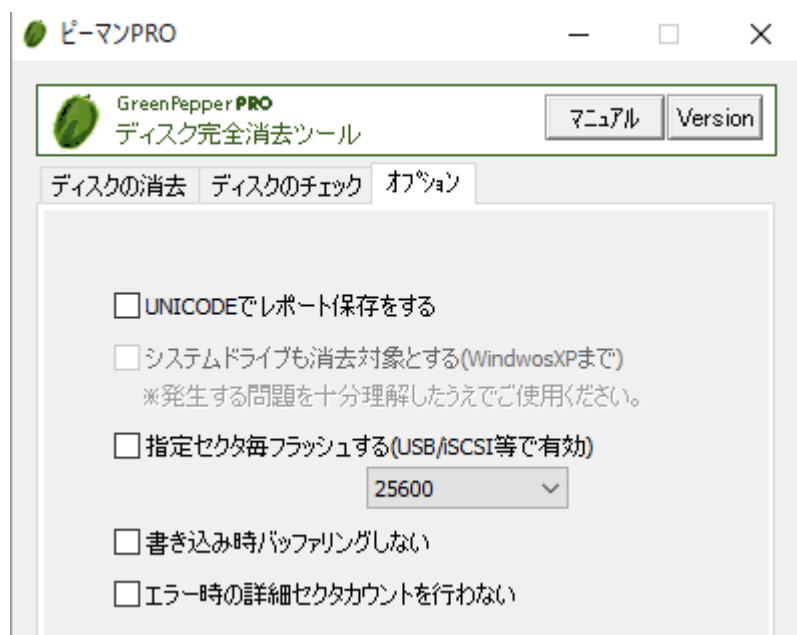 ピーマンPRO
GreenPepper PRO
ディスク完全消去ツール
マニュアル
Version
ディスクの消去
ディスクのチェック
オプション
UNICODEでレポート保存をする
システムドライブも消去対象とする(WindwosXPまで)
※発生する問題を十分理解したうえでご使用ください。
指定セクタ毎フラッシュする(USB/iSCSI等で有効)
25600
書き込み時バッファリングしない
エラー時の詳細セクタカウントを行わない